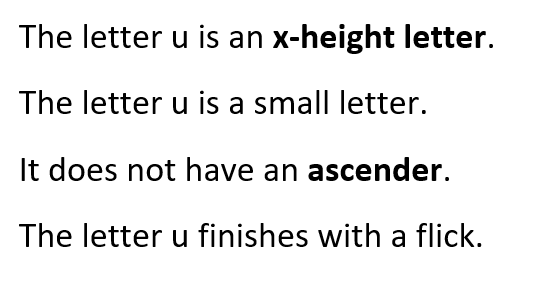 The letter u is an x-height letter.
The letter u is a small letter.
It does not have an ascender.
The letter u finishes with a flick.